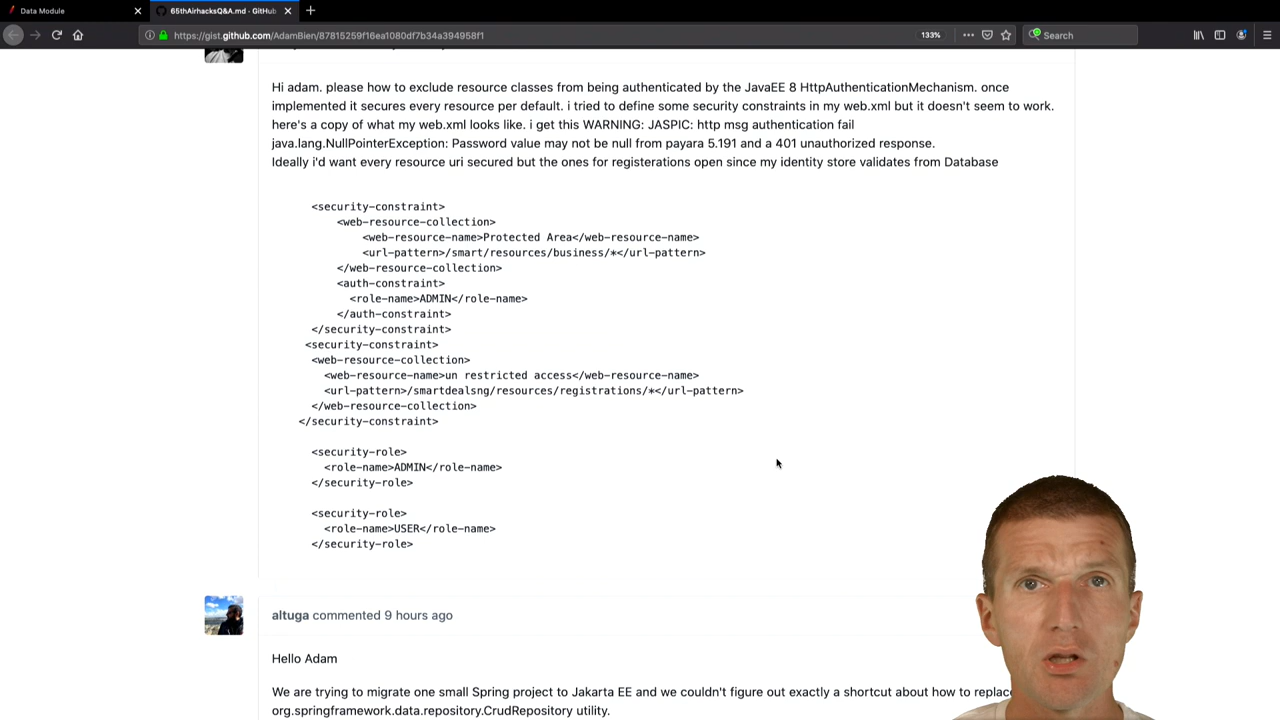 Data Module
65thAirhacksQ&A.md - GitHub
https://gist.github.com/AdamBien/87815259f16ea1080df7b34a394958f1
133%
Search
Hi adam. please how to exclude resource classes from being authenticated by the JavaEE 8 HttpAuthenticationMechanism. once
implemented it secures every resource per default. i tried to define some security constraints in my web.xml but it doesn't seem to work.
here's a copy of what my web.xml looks like. i get this WARNING: JASPIC: http msg authentication fail
java.lang.NullPointerException: Password value may not be null from payara 5.191 and a 401 unauthorized response.
Ideally i'd want every resource uri secured but the ones for registerations open since my identity store validates from Database
<security-constraint>
<web-resource-collection>
<web-resource-name>Protected Area</web-resource-name>
<url-pattern>/smart/resources/business/*</url-pattern>
</web-resource-collection>
<auth-constraint>
<role-name>ADMIN</role-name>
</auth-constraint>
</security-constraint>
<security-constraint>
<web-resource-collection>
<web-resource-name>un restricted access</web-resource-name>
<url-pattern>/smartdealsng/resources/registrations/*</url-pattern>
</web-resource-collection>
</security-constraint>
<security-role>
<role-name>ADMIN</role-name>
</security-role>
<security-role>
<role-name>USER</role-name>
</security-role>
altuga commented 9 hours ago
Hello Adam
We are trying to migrate one small Spring project to Jakarta EE and we couldn't figure out exactly a shortcut about how to replace
org.springframework.data.repository.CrudRepository utility.